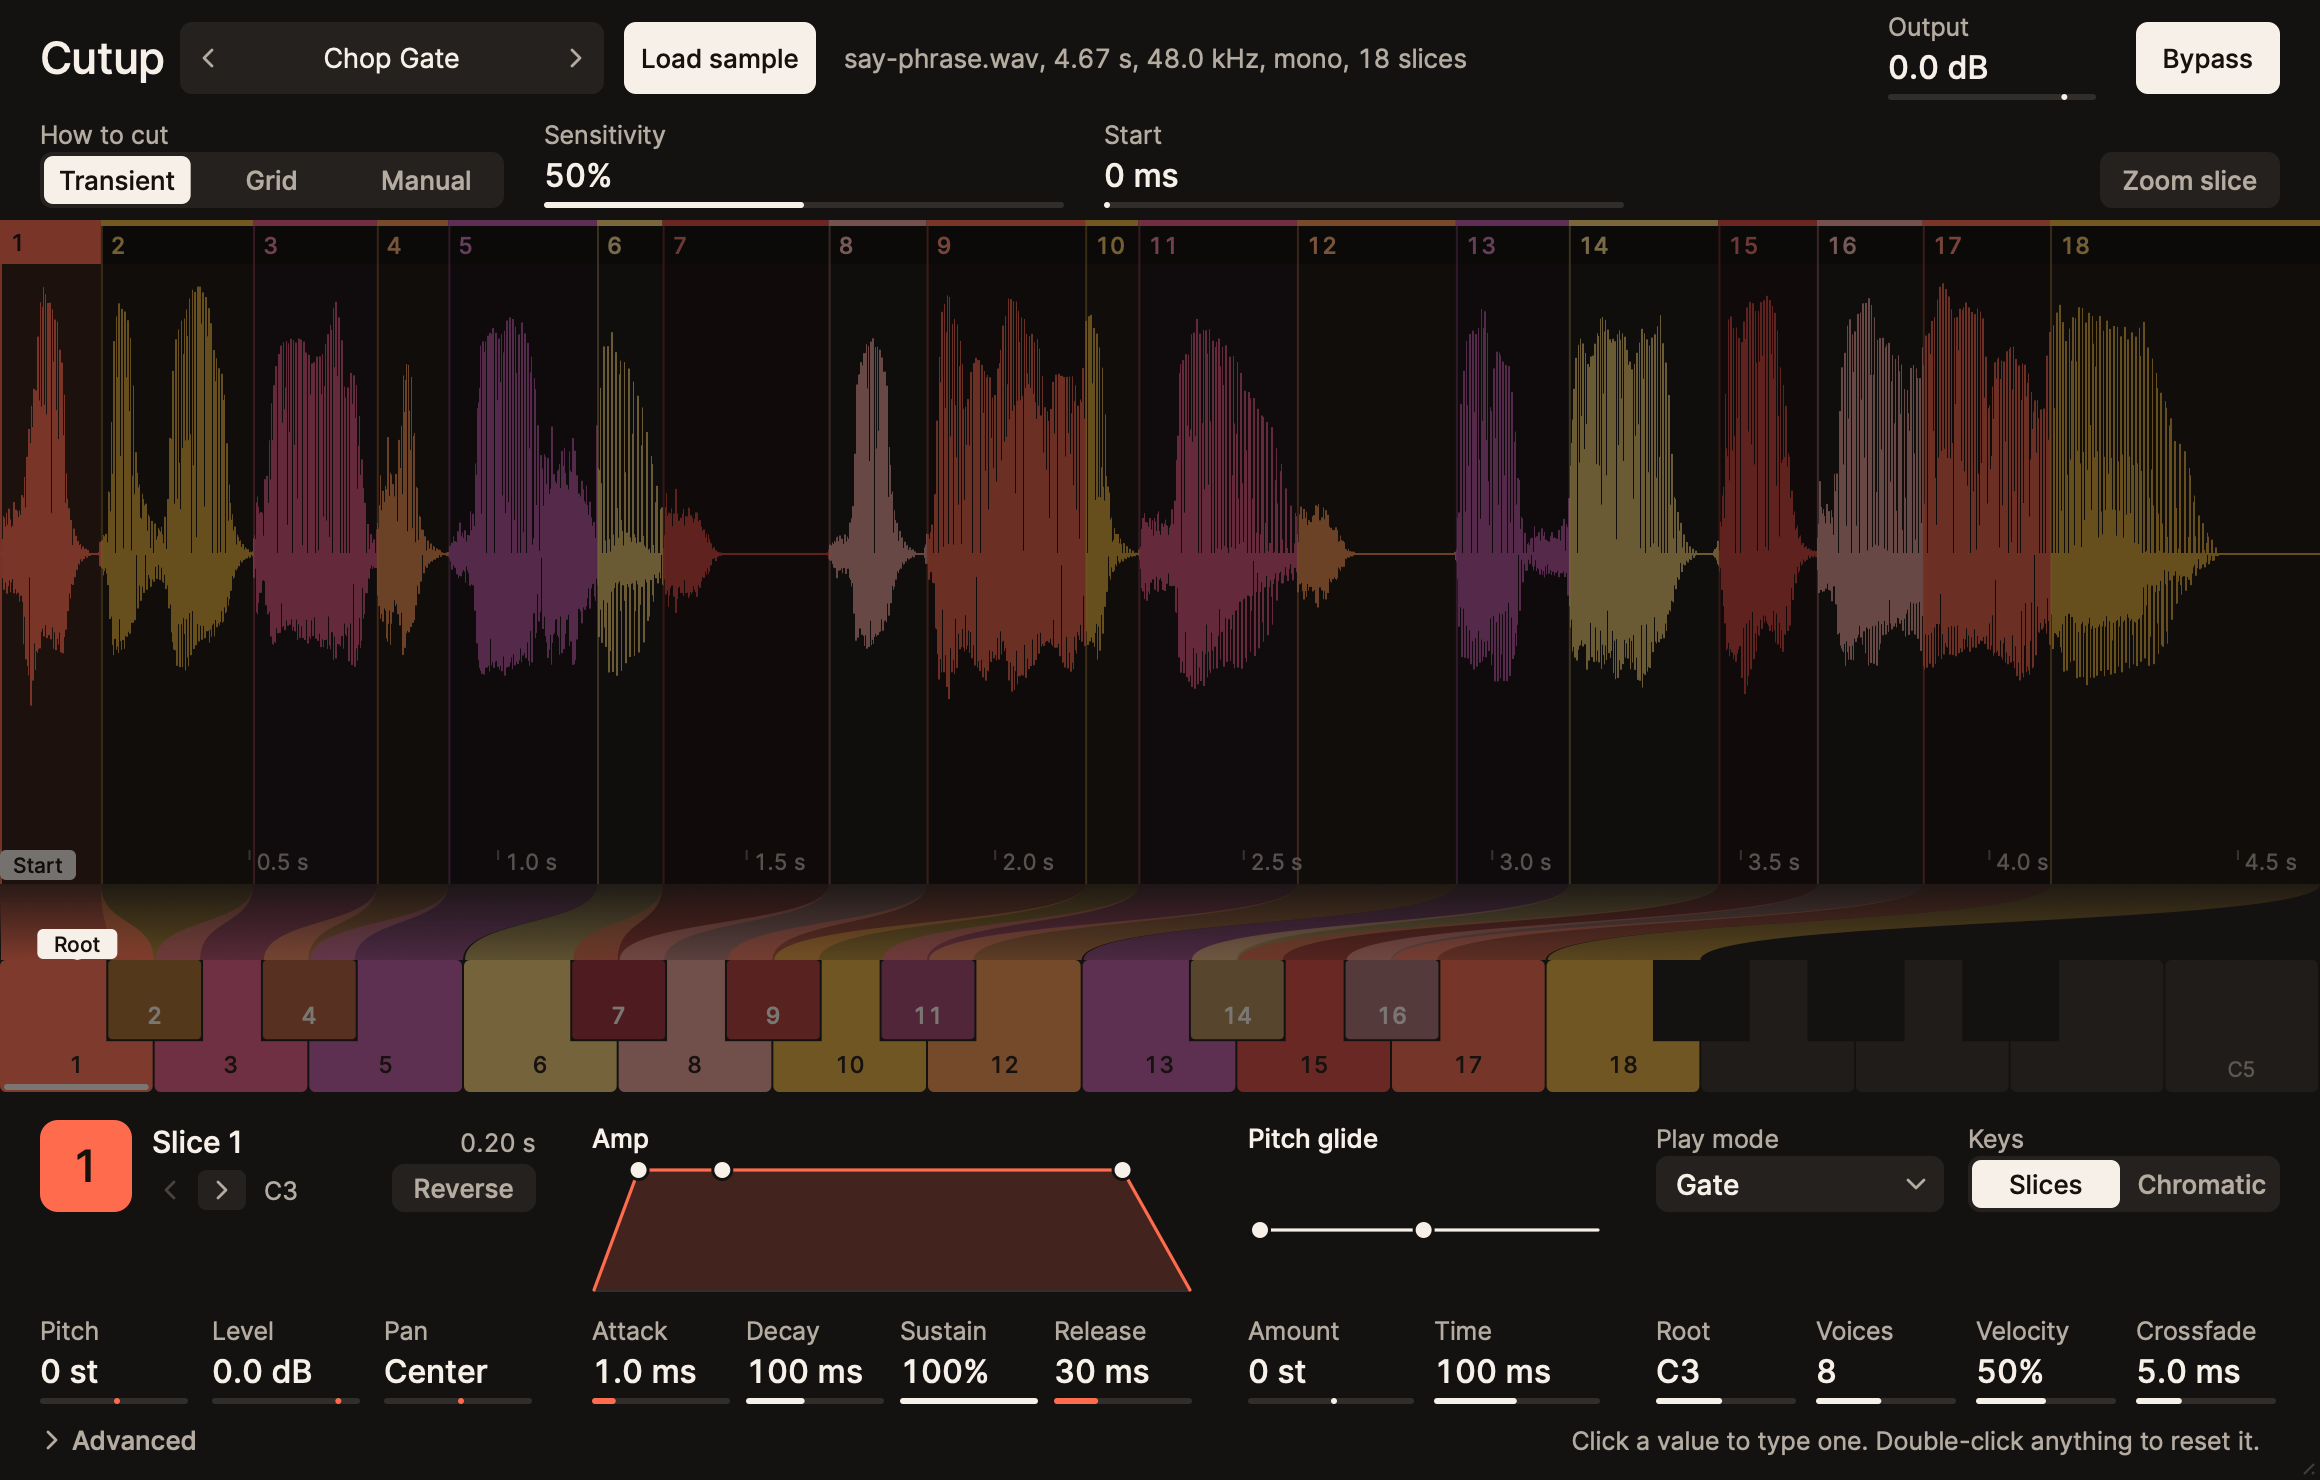 Cutup
Chop Gate
Load sample
say-phrase.wav, 4.67 s, 48.0 kHz, mono, 18 slices
Output
0.0 dB
Bypass
How to cut
Transient Grid Manual
Sensitivity
50%
Start
0 ms
Zoom slice
1 2 3 4 5 6 7 8 9 10 11 12 13 14 15 16 17 18
Start 0.5 s 1.0 s 1.5 s 2.0 s 2.5 s 3.0 s 3.5 s 4.0 s 4.5 s
Root
2 4 7 9 11 14 16
1 3 5 6 8 10 12 13 15 17 18 C5
1
Slice 1
0.20 s
C3
Reverse
Amp
Pitch glide
Play mode
Gate
Keys
Slices Chromatic
Pitch Level Pan Attack Decay Sustain Release Amount Time Root Voices Velocity Crossfade
0 st 0.0 dB Center 1.0 ms 100 ms 100% 30 ms 0 st 100 ms C3 8 50% 5.0 ms
Advanced
Click a value to type one. Double-click anything to reset it.